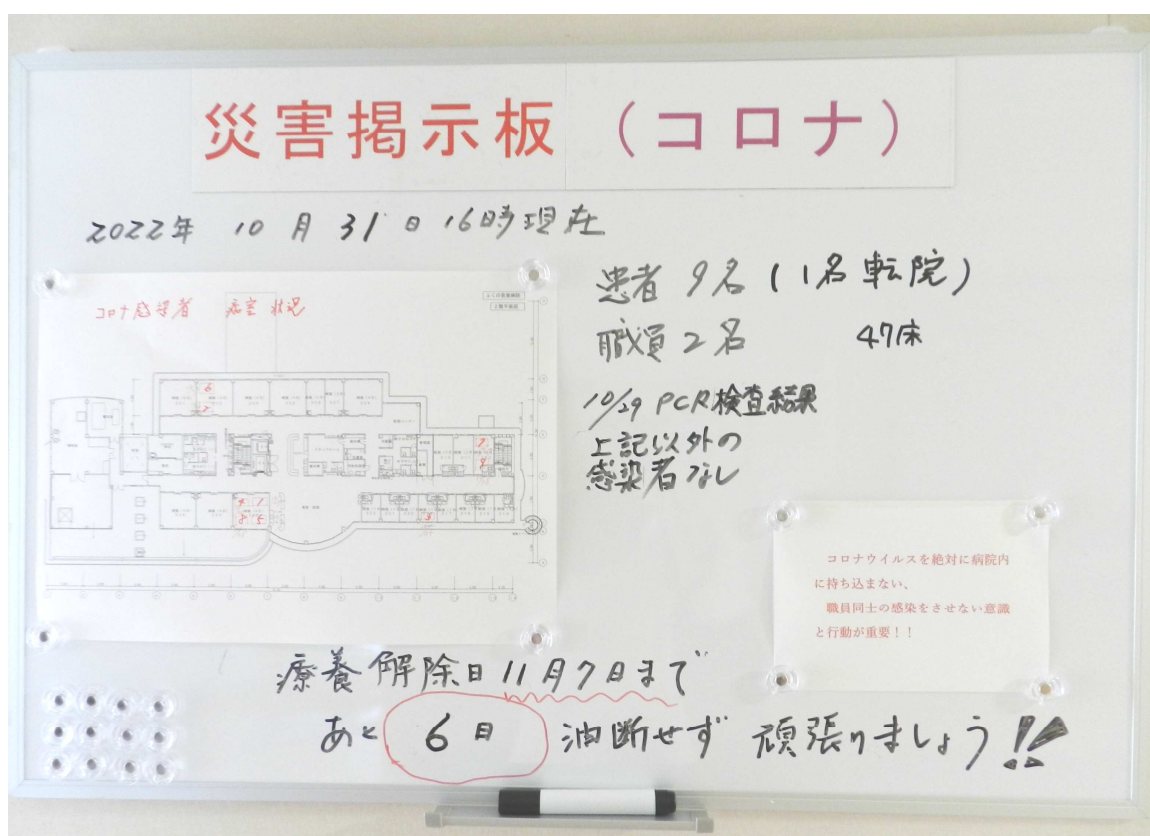 災害掲示板（コロナ）
2022年 10月 31日 16時現在
患者 9名 (1名転院)
職員 2名 47床
10/29 PCR検査結果
上記以外の
感染者なし
コロナ感染者 病室 状況
6
7
4 1
8 5
3
コロナウイルスを絶対に病院内
に持ち込まない、
職員同士の感染をさせない意識
と行動が重要！！
療養解除日 11月7日まで
あと 6日 油断せず 頑張りましょう!!